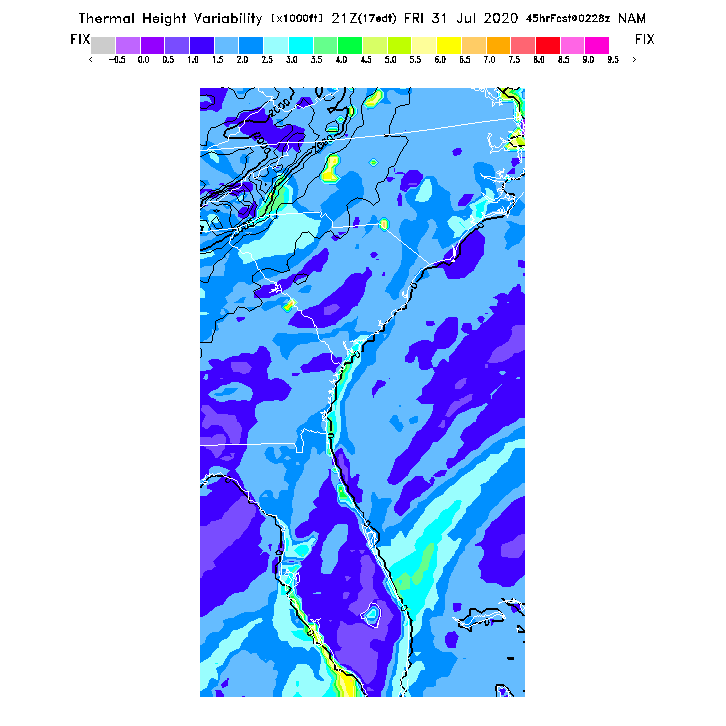 Thermal Height Variability [x1000ft] 21Z(17edt) FRI 31 Jul 2020 45hrFcst@0228z NAM
FIX FIX
< -0.5 0.0 0.5 1.0 1.5 2.0 2.5 3.0 3.5 4.0 4.5 5.0 5.5 6.0 6.5 7.0 7.5 8.0 8.5 9.0 9.5 >
2000